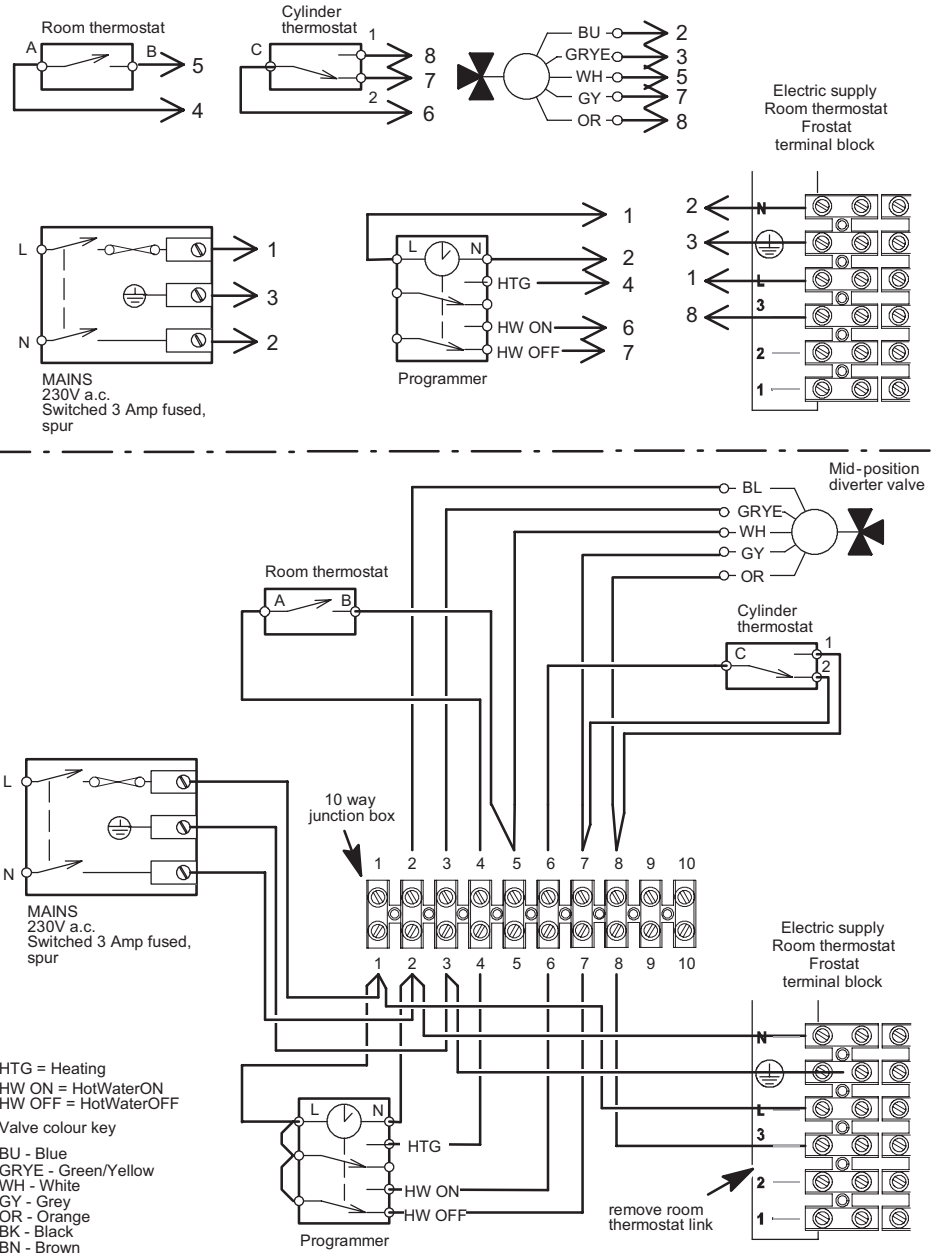 Room thermostat
A
B
5
4
Cylinder
thermostat
C
1
8
7
2
6
BU
2
GRYE
3
WH
5
GY
7
OR
8
Electric supply
Room thermostat
Frostat
terminal block
L
1
3
N
2
MAINS
230V a.c.
Switched 3 Amp fused,
spur
1
L
N
2
HTG
4
HW ON
6
HW OFF
7
Programmer
2
N
3
1
L
3
8
2
1
Mid-position
diverter valve
BL
GRYE
WH
GY
OR
Room thermostat
A
B
Cylinder
thermostat
C
1
2
L
N
MAINS
230V a.c.
Switched 3 Amp fused,
spur
10 way
junction box
1 2 3 4 5 6 7 8 9 10
1 2 3 4 5 6 7 8 9 10
Electric supply
Room thermostat
Frostat
terminal block
N
L
3
2
1
remove room
thermostat link
L
N
HTG
HW ON
HW OFF
Programmer
HTG = Heating
HW ON = HotWaterON
HW OFF = HotWaterOFF
Valve colour key
BU - Blue
GRYE - Green/Yellow
WH - White
GY - Grey
OR - Orange
BK - Black
BN - Brown